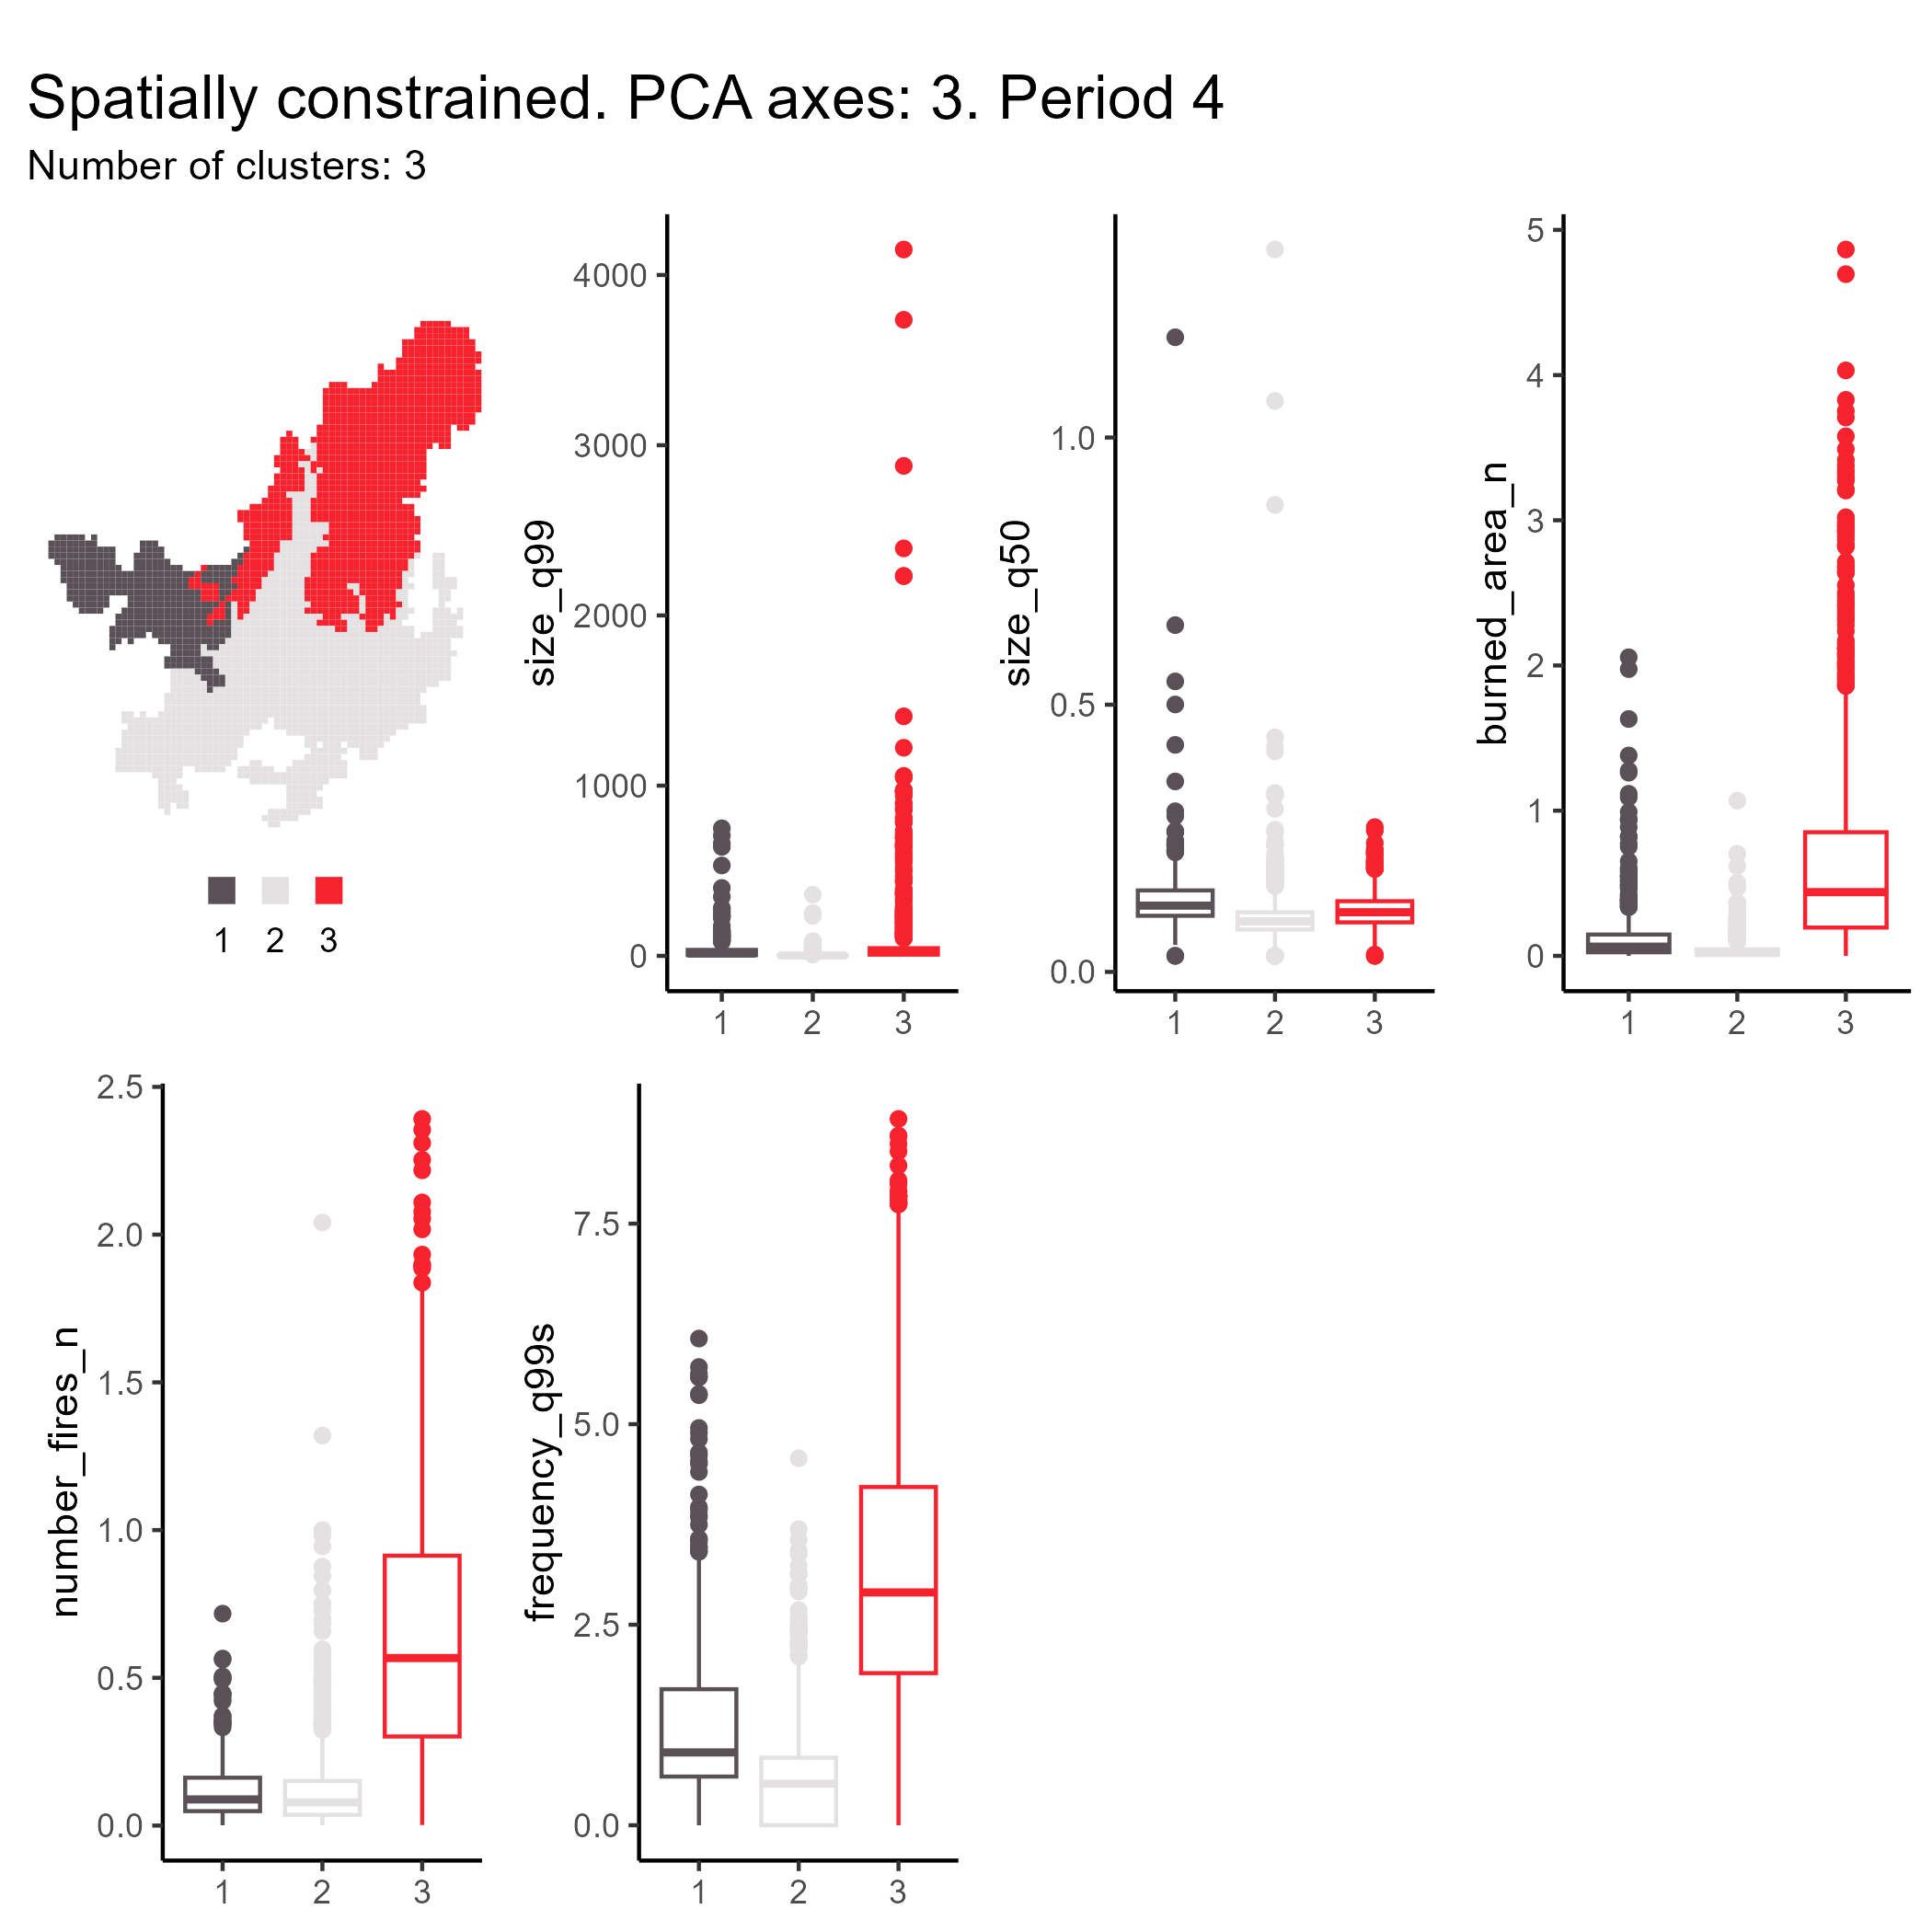 Spatially constrained. PCA axes: 3. Period 4
Number of clusters: 3
1 2 3
size_q99
4000
3000
2000
1000
0
1 2 3
size_q50
1.0
0.5
0.0
1 2 3
burned_area_n
5
4
3
2
1
0
1 2 3
number_fires_n
2.5
2.0
1.5
1.0
0.5
0.0
1 2 3
frequency_q99s
7.5
5.0
2.5
0.0
1 2 3